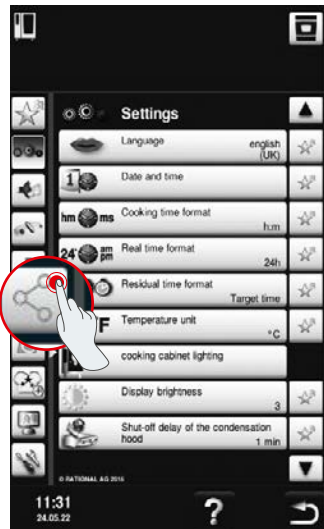 Settings
Language
english
(UK)
1
Date and time
hm ms
Cooking time format
h:m
24 am
pm
Real time format
24h
Residual time format
Target time
F
Temperature unit
°C
cooking cabinet lighting
Display brightness
3
Shut-off delay of the condensation
hood
1 min
© RATIONAL AG 2016
11:31
24.05.22
?